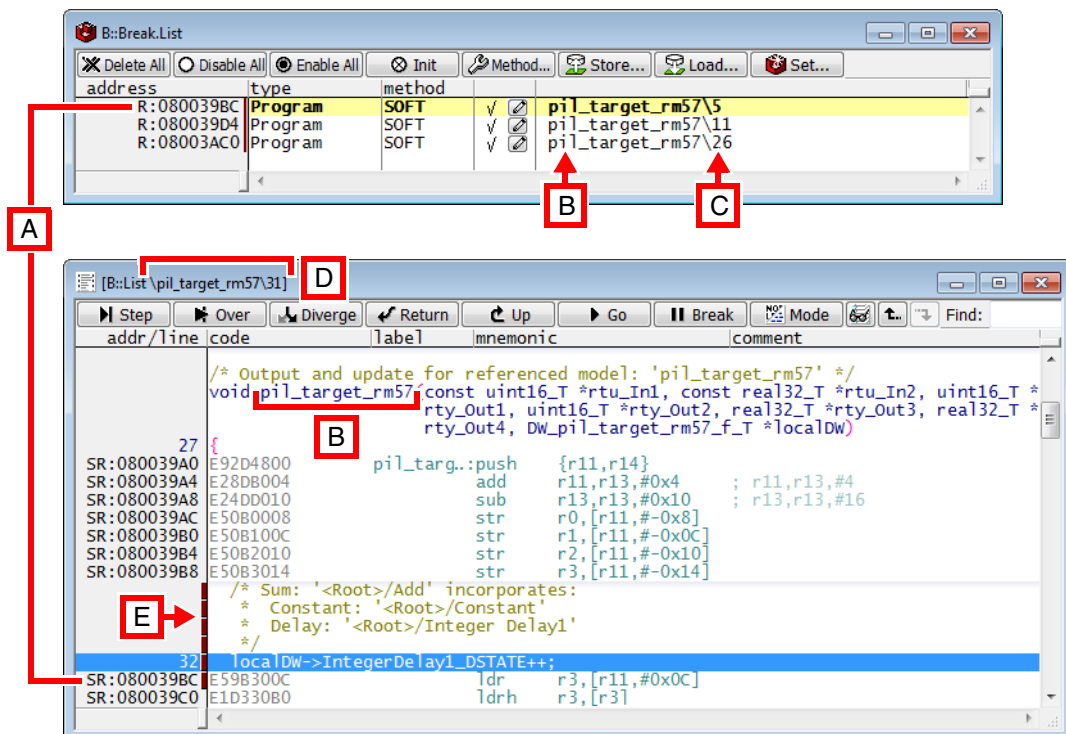 B::Break.List
Delete All Disable All Enable All Init Method... Store... Load... Set...
address type method
R:080039BC Program SOFT √ pil_target_rm57\5
R:080039D4 Program SOFT √ pil_target_rm57\11
R:08003AC0 Program SOFT √ pil_target_rm57\26
B C
A
D
[B::List \pil_target_rm57\31]
Step Over Diverge Return Up Go Break Mode t.. Find:
addr/line code label mnemonic comment
/* Output and update for referenced model: 'pil_target_rm57' */
void pil_target_rm57(const uint16_T *rtu_In1, const real32_T *rtu_In2, uint16_T *
rty_Out1, uint16_T *rty_Out2, real32_T *rty_Out3, real32_T *
rty_Out4, DW_pil_target_rm57_f_T *localDW)
B
27 {
SR:080039A0 E92D4800 pil_targ..:push {r11,r14}
SR:080039A4 E28DB004 add r11,r13,#0x4 ; r11,r13,#4
SR:080039A8 E24DD010 sub r13,r13,#0x10 ; r13,r13,#16
SR:080039AC E50B0008 str r0,[r11,#-0x8]
SR:080039B0 E50B100C str r1,[r11,#-0x0C]
SR:080039B4 E50B2010 str r2,[r11,#-0x10]
SR:080039B8 E50B3014 str r3,[r11,#-0x14]
/* Sum: '<Root>/Add' incorporates:
* Constant: '<Root>/Constant'
E * Delay: '<Root>/Integer Delay1'
*/
32 localDW->IntegerDelay1_DSTATE++;
SR:080039BC E59B300C ldr r3,[r11,#0x0C]
SR:080039C0 E1D330B0 ldrh r3,[r3]